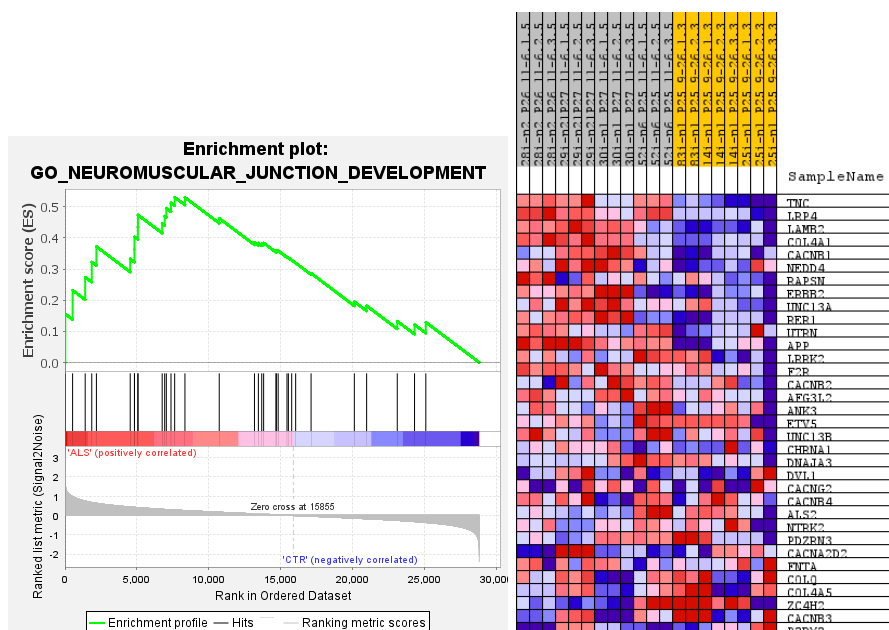 Enrichment plot:
GO_NEUROMUSCULAR_JUNCTION_DEVELOPMENT
Enrichment score (ES)
0.5
0.4
0.3
0.2
0.1
0.0
Ranked list metric (Signal2Noise)
'ALS' (positively correlated)
3
2
1
0
-1
-2
Zero cross at 15855
'CTR' (negatively correlated)
0
5,000
10,000
15,000
20,000
25,000
30,00
Rank in Ordered Dataset
Enrichment profile
Hits
Ranking metric scores
SampleName
TNC
LRP4
LAMB2
COL4A1
CACNB1
NEDD4
RAPSN
ERBB2
UNC13A
RER1
UTRN
APP
LRRK2
F2R
CACNB2
AFG3L2
ANK3
ETV5
UNC13B
CHRNA1
DNAJA3
DVL1
CACNG2
CACNB4
ALS2
NTRK2
PDZRN3
CACNA2D2
FNTA
COLQ
COL4A5
ZC4H2
CACNB3